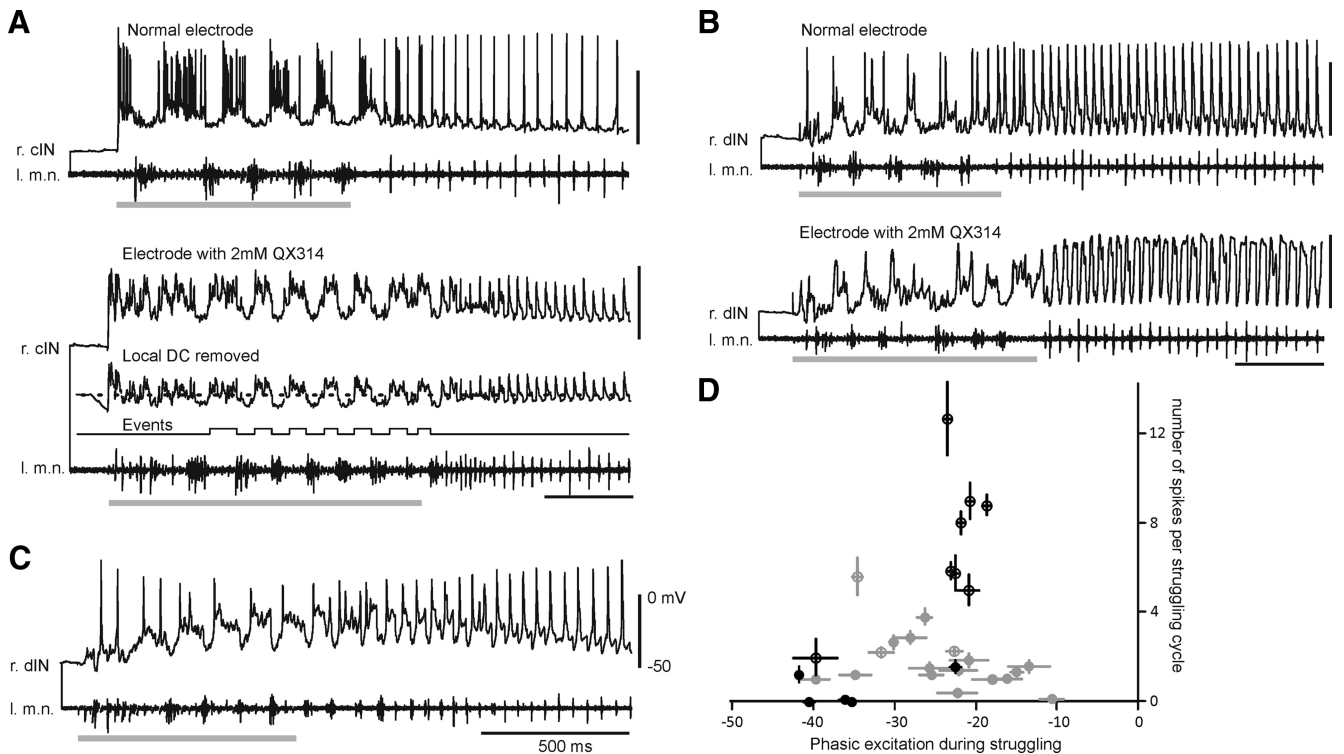 A
Normal electrode
r. cIN
l. m.n.
Electrode with 2mM QX314
r. cIN
Local DC removed
Events
l. m.n.
B
Normal electrode
r. dIN
l. m.n.
Electrode with 2mM QX314
r. dIN
l. m.n.
C
0 mV
-50
r. dIN
l. m.n.
500 ms
D
12
8
4
0
number of spikes per struggling cycle
-50
-40
-30
-20
-10
0
Phasic excitation during struggling